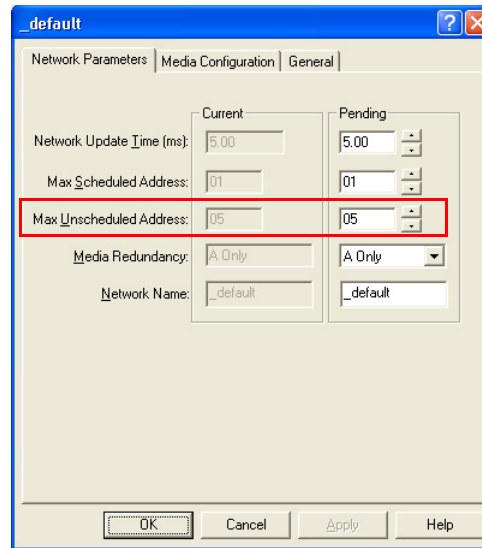 _default
Network Parameters Media Configuration General
Current Pending
Network Update Time (ms): 5.00 5.00
Max Scheduled Address: 01 01
Max Unscheduled Address: 05 05
Media Redundancy: A Only A Only
Network Name: _default _default
OK Cancel Apply Help